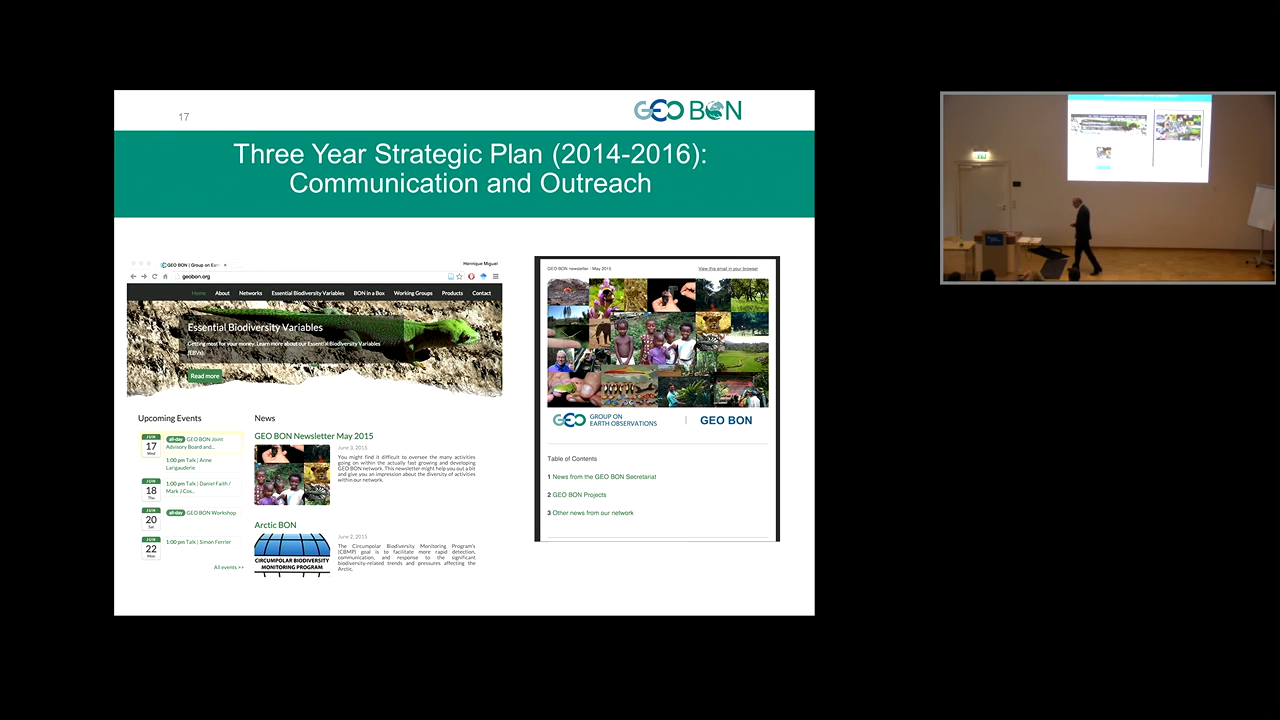 17
GEO BON
Three Year Strategic Plan (2014-2016):
Communication and Outreach
GEO BON | Group on Ear
Henrique Miguel
geobon.org
Home About Networks Essential Biodiversity Variables BON in a Box Working Groups Products Contact
Essential Biodiversity Variables
Getting most for your money. Learn more about our Essential Biodiversity Variables
(EBVs).
Read more
Upcoming Events
JUN
17
Wed
all-day GEO BON Joint
Advisory Board and...
1:00 pm Talk | Anne
Larigauderie
JUN
18
Thu
1:00 pm Talk | Daniel Faith /
Mark J Cos...
JUN
20
Sat
all-day GEO BON Workshop
JUN
22
Mon
1:00 pm Talk | Simon Ferrier
All events >>
News
GEO BON Newsletter May 2015
June 3, 2015
You might find it difficult to oversee the many activities
going on within the actually fast growing and developing
GEO BON network. This newsletter might help you out a bit
and give you an impression about the diversity of activities
within our network.
Arctic BON
CIRCUMPOLAR BIODIVERSITY
MONITORING PROGRAM
June 2, 2015
The Circumpolar Biodiversity Monitoring Program's
(CBMP) goal is to facilitate more rapid detection,
communication, and response to the significant
biodiversity-related trends and pressures affecting the
Arctic.
GEO BON newsletter - May 2015
View this email in your browser
GEO GROUP ON
EARTH OBSERVATIONS | GEO BON
Table of Contents
1 News from the GEO BON Secretariat
2 GEO BON Projects
3 Other news from our network